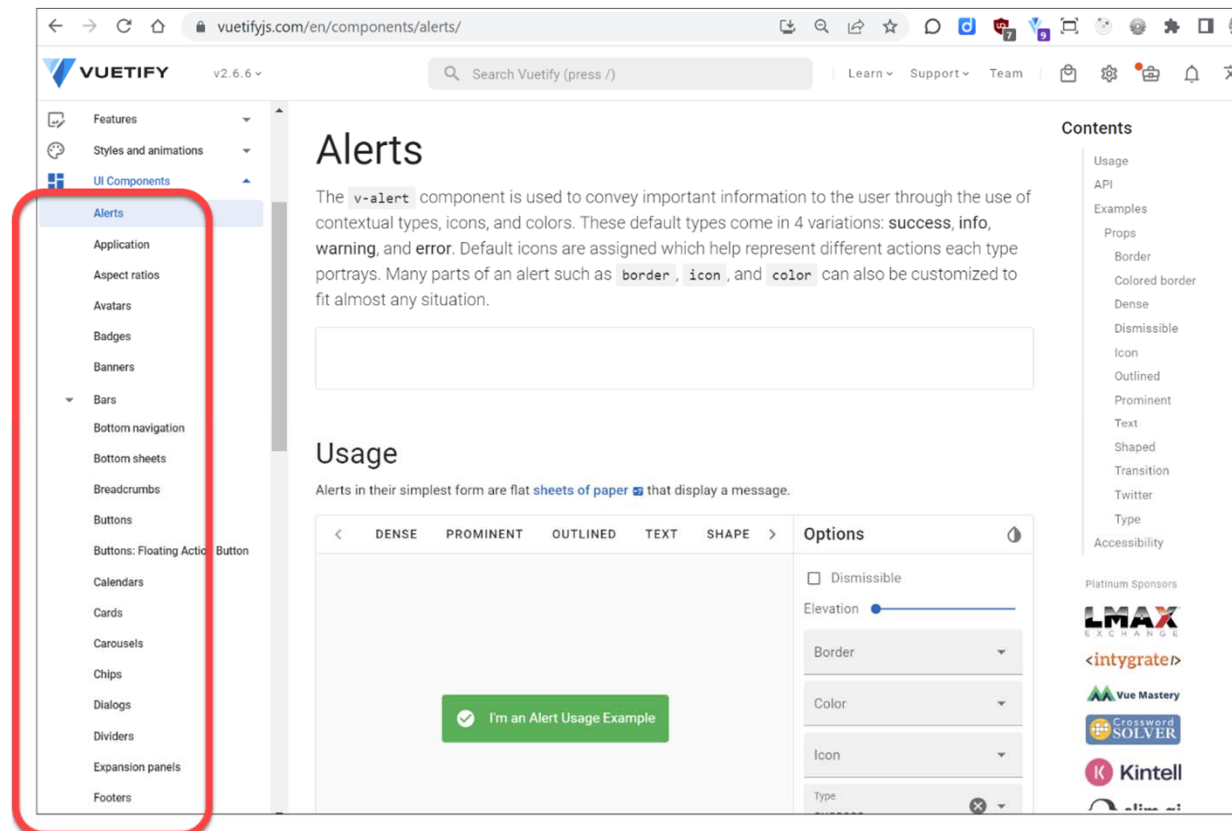 vuetifyjs.com/en/components/alerts/
7
9
VUETIFY
v2.6.6
Search Vuetify (press /)
Learn
Support
Team
Features
Styles and animations
UI Components
Alerts
Application
Aspect ratios
Avatars
Badges
Banners
Bars
Bottom navigation
Bottom sheets
Breadcrumbs
Buttons
Buttons: Floating Action Button
Calendars
Cards
Carousels
Chips
Dialogs
Dividers
Expansion panels
Footers
Alerts
The v-alert component is used to convey important information to the user through the use of
contextual types, icons, and colors. These default types come in 4 variations: success, info,
warning, and error. Default icons are assigned which help represent different actions each type
portrays. Many parts of an alert such as border, icon, and color can also be customized to
fit almost any situation.
Usage
Alerts in their simplest form are flat sheets of paper that display a message.
DENSE PROMINENT OUTLINED TEXT SHAPE
I'm an Alert Usage Example
Options
Dismissible
Elevation
Border
Color
Icon
Type
Contents
Usage
API
Examples
Props
Border
Colored border
Dense
Dismissible
Icon
Outlined
Prominent
Text
Shaped
Transition
Twitter
Type
Accessibility
Platinum Sponsors
LMAX
EXCHANGE
<intygrate/>
Vue Mastery
Crossword
SOLVER
K Kintell